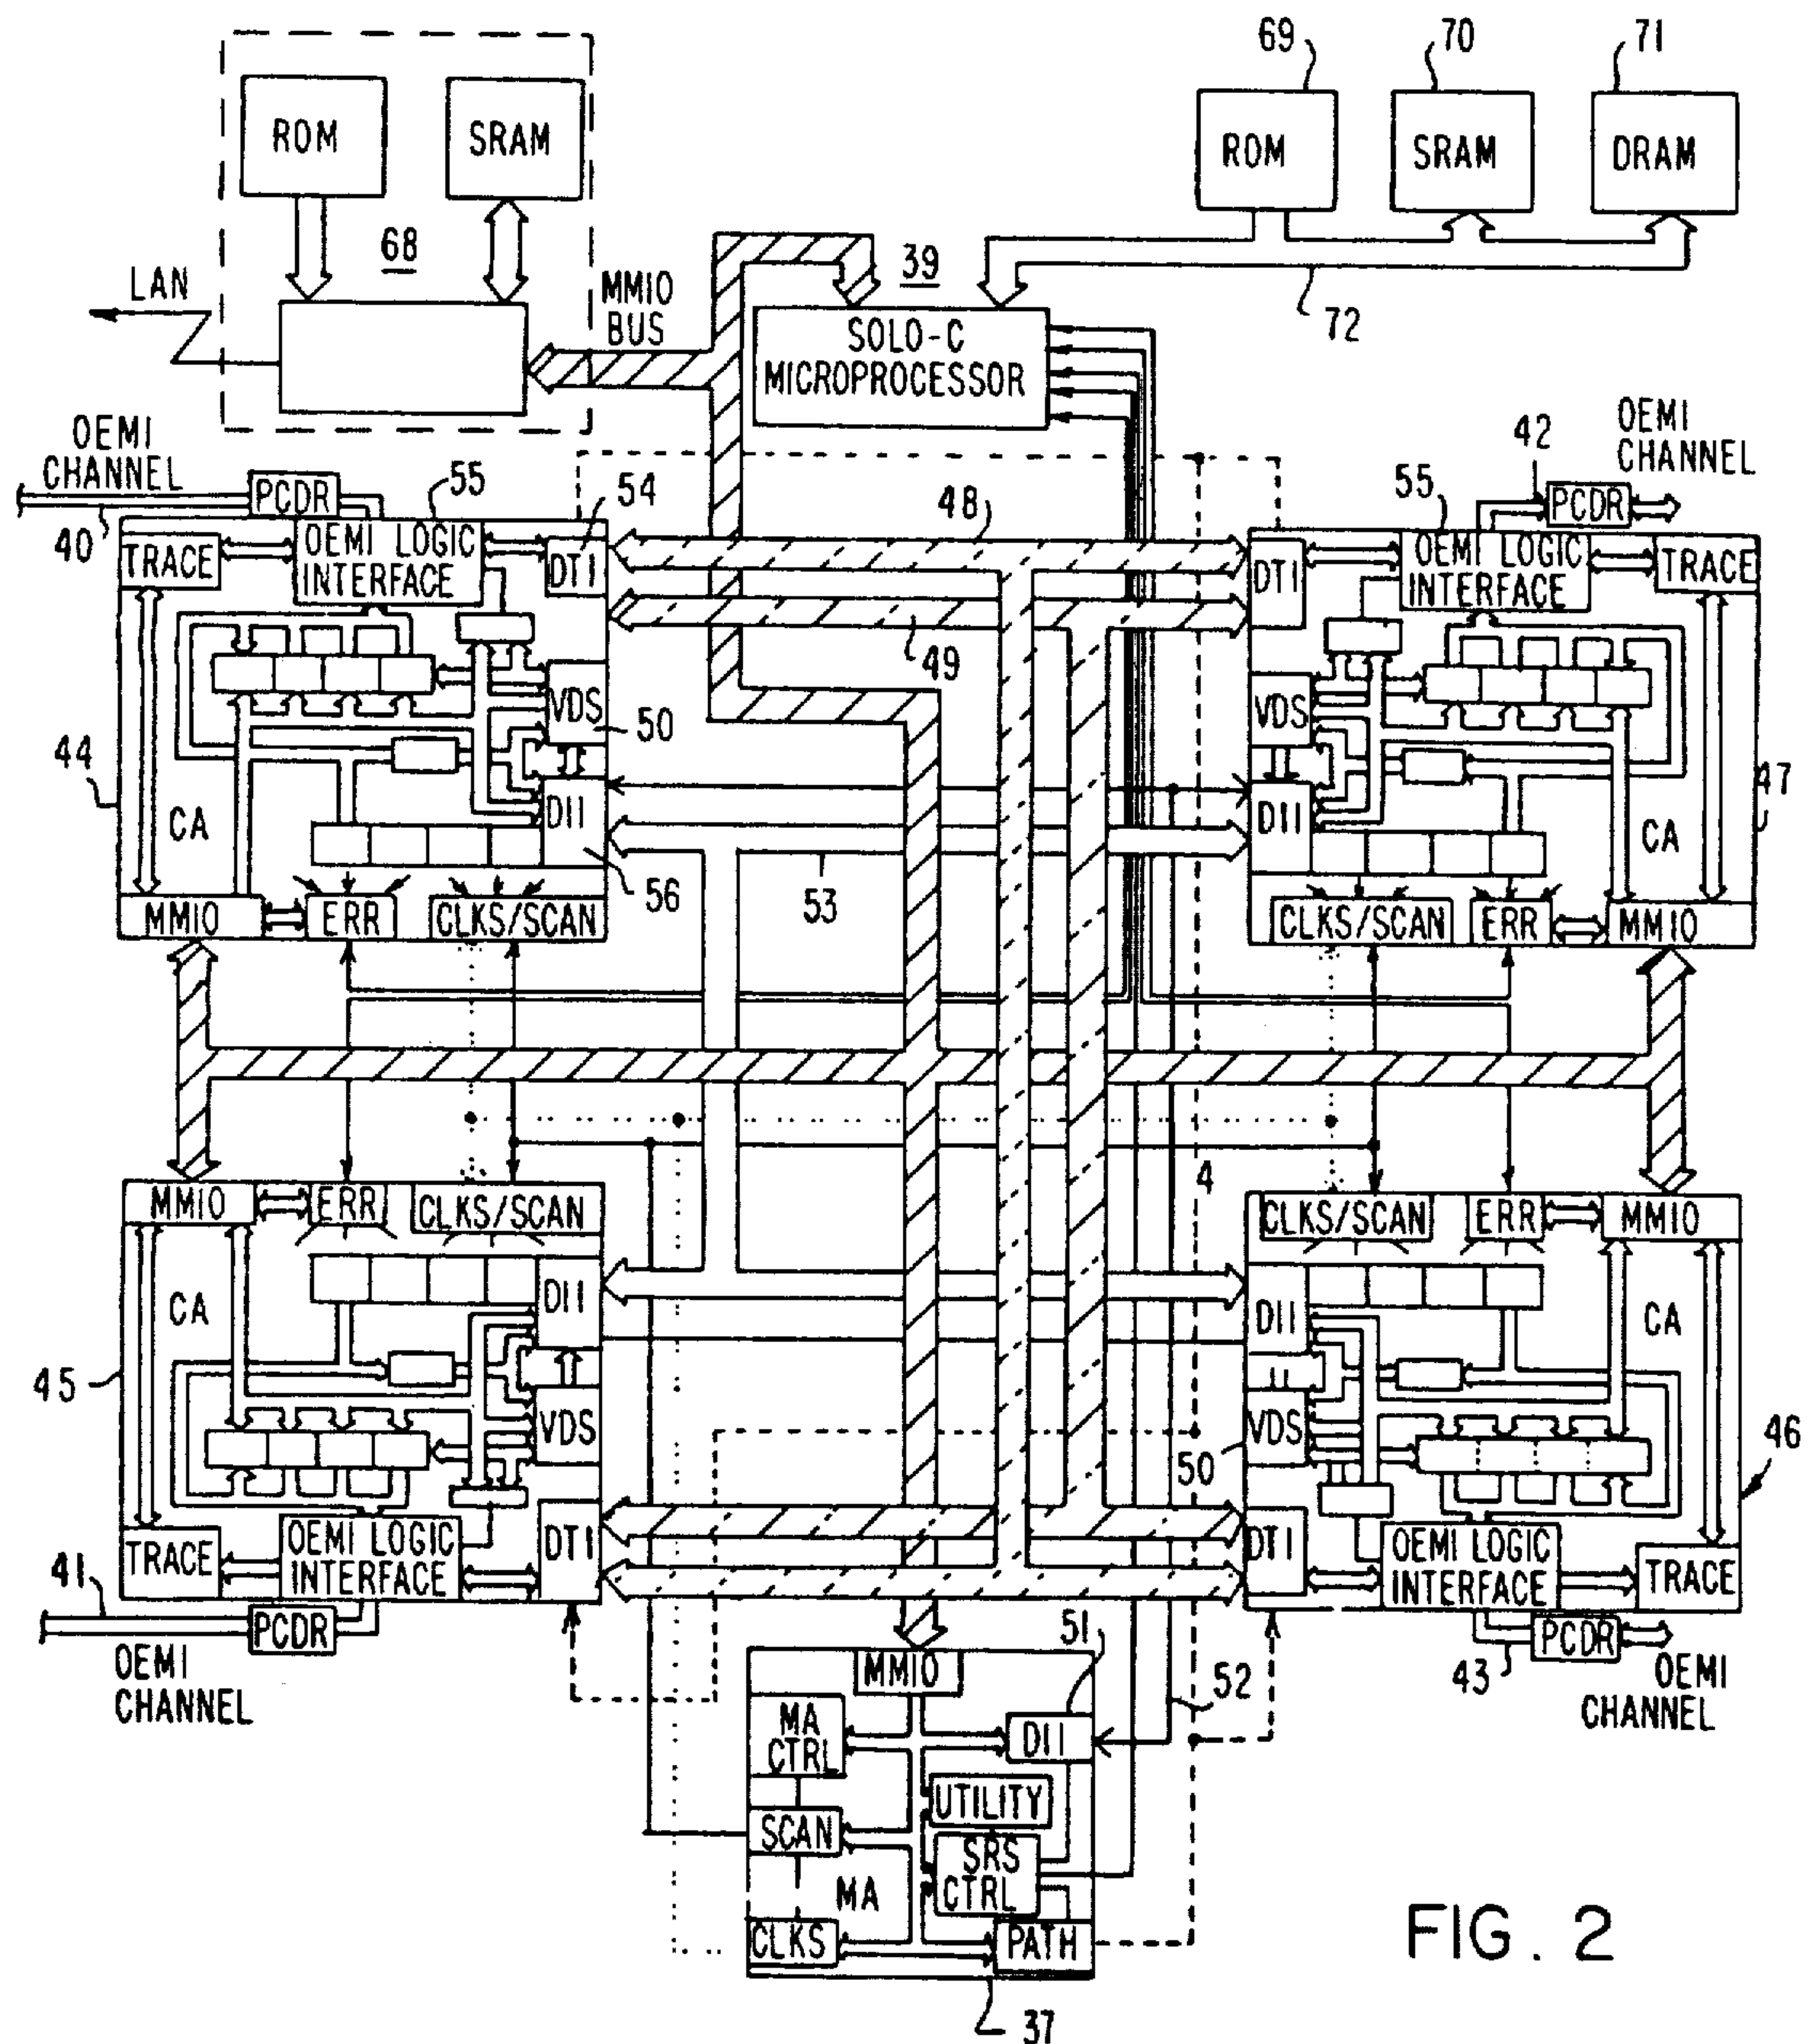 69
70
71
ROM
SRAM
ROM
SRAM
DRAM
68
39
LAN
MMIO
BUS
72
SOLO-C
MICROPROCESSOR
OEMI
CHANNEL
PCDR
40
55
54
48
42
OEMI
CHANNEL
55
PCDR
TRACE
OEMI LOGIC
INTERFACE
DTI
49
DTI
OEMI LOGIC
INTERFACE
TRACE
VDS
50
VDS
44
CA
DII
56
53
DII
CA
47
MMIO
ERR
CLKS/SCAN
CLKS/SCAN
ERR
MMIO
4
MMIO
ERR
CLKS/SCAN
CLKS/SCAN
ERR
MMIO
CA
DII
DII
CA
45
VDS
VDS
50
46
TRACE
OEMI LOGIC
INTERFACE
DTI
DTI
OEMI LOGIC
INTERFACE
TRACE
41
PCDR
OEMI
CHANNEL
43
PCDR
OEMI
CHANNEL
51
52
MMIO
MA
CTRL
DII
UTILITY
SCAN
SRS
CTRL
MA
CLKS
PATH
37
FIG. 2